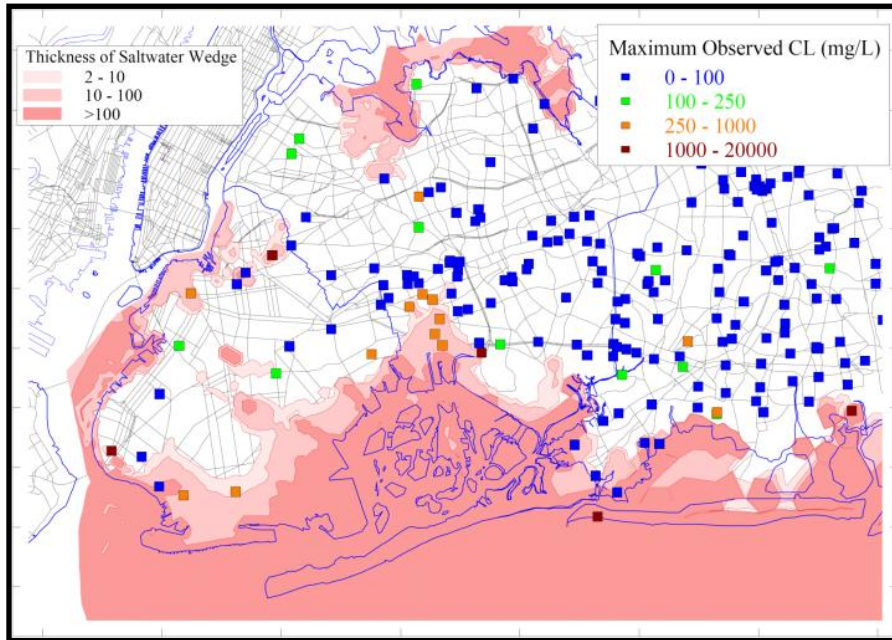 Thickness of Saltwater Wedge
2 - 10
10 - 100
>100
Maximum Observed CL (mg/L)
0 - 100
100 - 250
250 - 1000
1000 - 20000